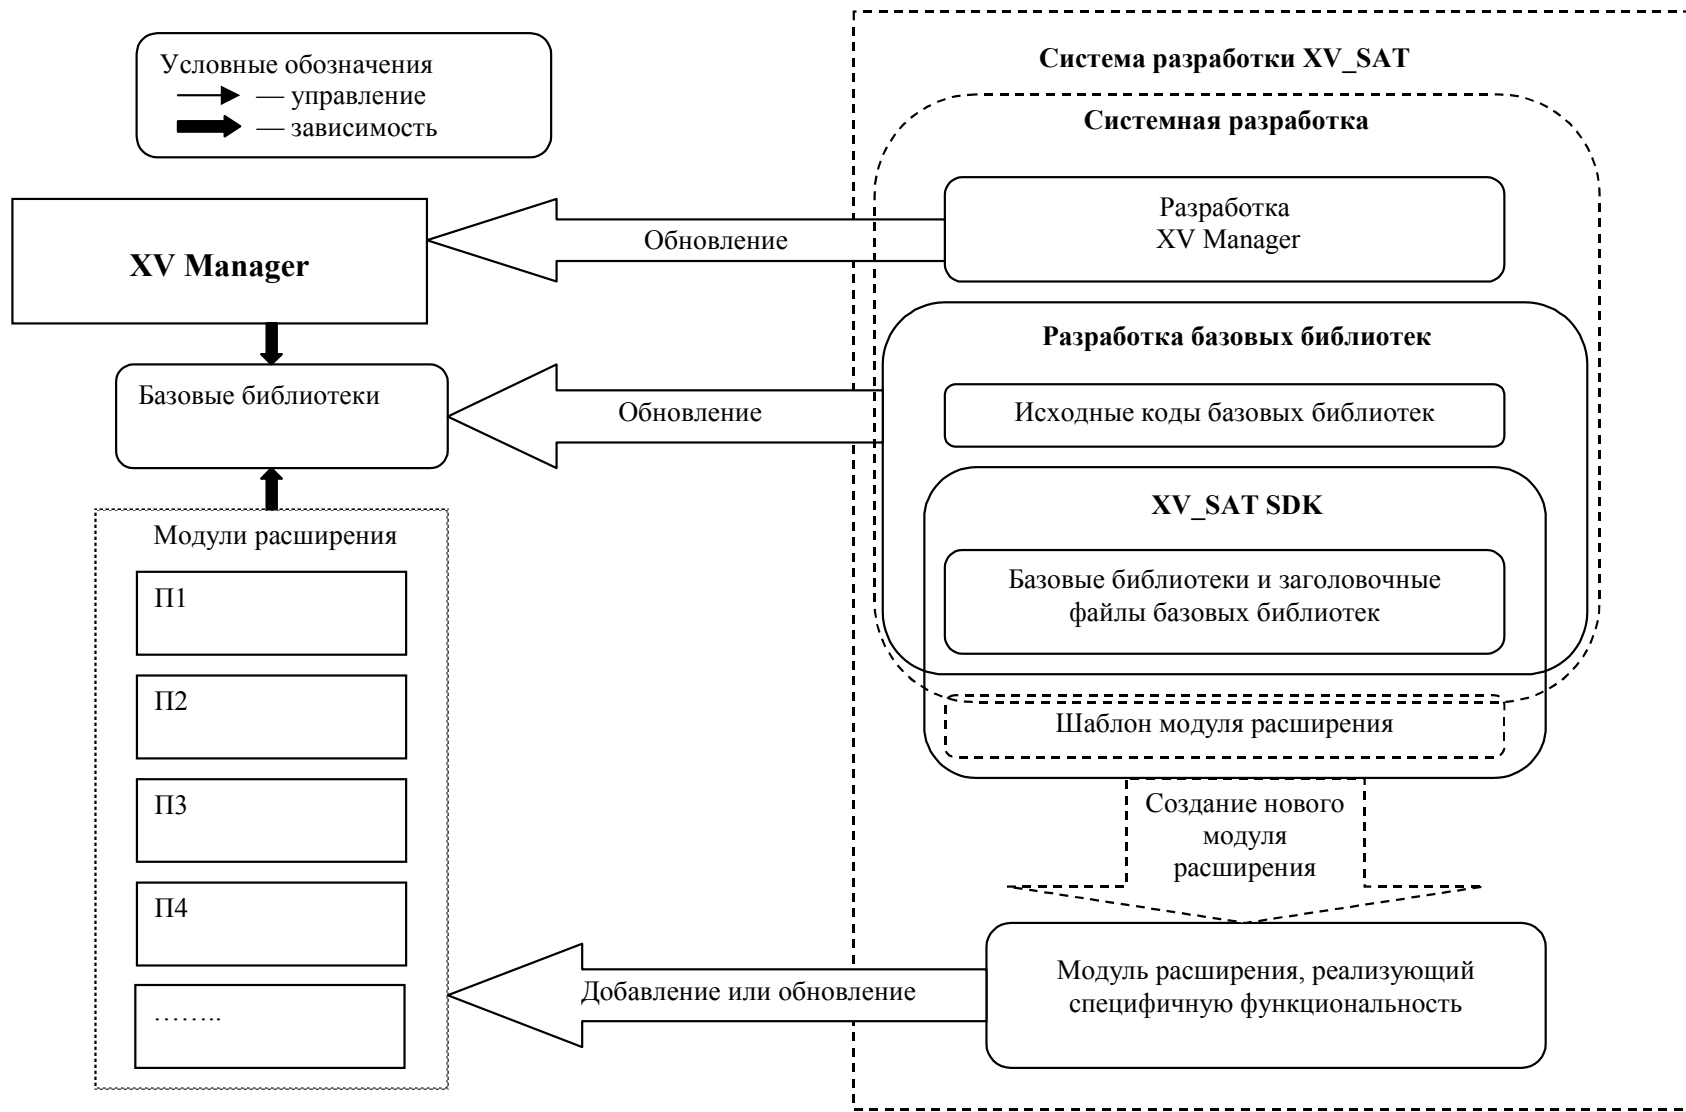 Условные обозначения
— управление
— зависимость
XV Manager
Базовые библиотеки
Модули расширения
П1
П2
П3
П4
……..
Обновление
Обновление
Добавление или обновление
Система разработки XV_SAT
Системная разработка
Разработка
XV Manager
Разработка базовых библиотек
Исходные коды базовых библиотек
XV_SAT SDK
Базовые библиотеки и заголовочные
файлы базовых библиотек
Шаблон модуля расширения
Создание нового
модуля
расширения
Модуль расширения, реализующий
специфичную функциональность